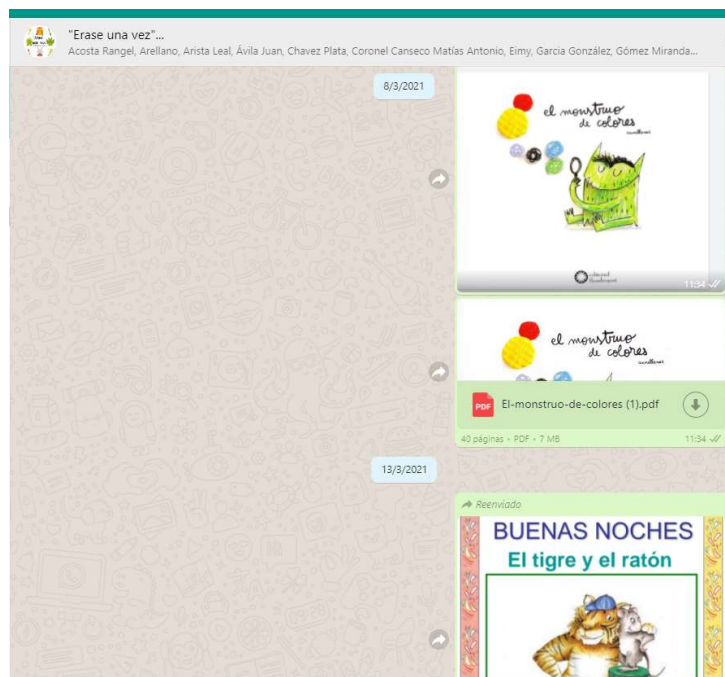 "Erase una vez"...
Acosta Rangel, Arellano, Arista Leal, Ávila Juan, Chavez Plata, Coronel Canseco Matías Antonio, Eimy, Garcia González, Gómez Miranda...
8/3/2021
el monstruo
de colores
11:34
el monstruo
de colores
PDF
El-monstruo-de-colores (1).pdf
40 páginas • PDF • 7 MB
11:34
13/3/2021
Reenviado
BUENAS NOCHES
El tigre y el ratón